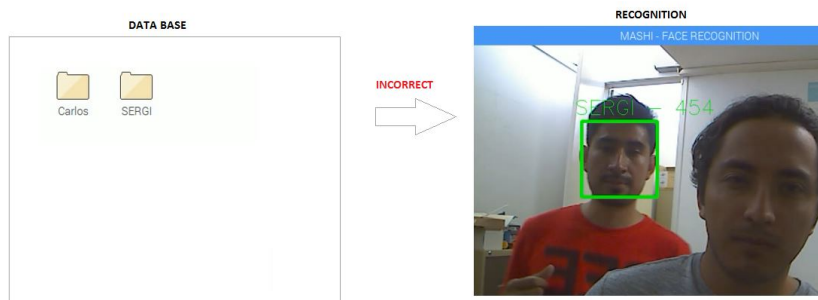 DATA BASE
RECOGNITION
MASHI - FACE RECOGNITION
INCORRECT
SERGI - 454
Carlos SERGI